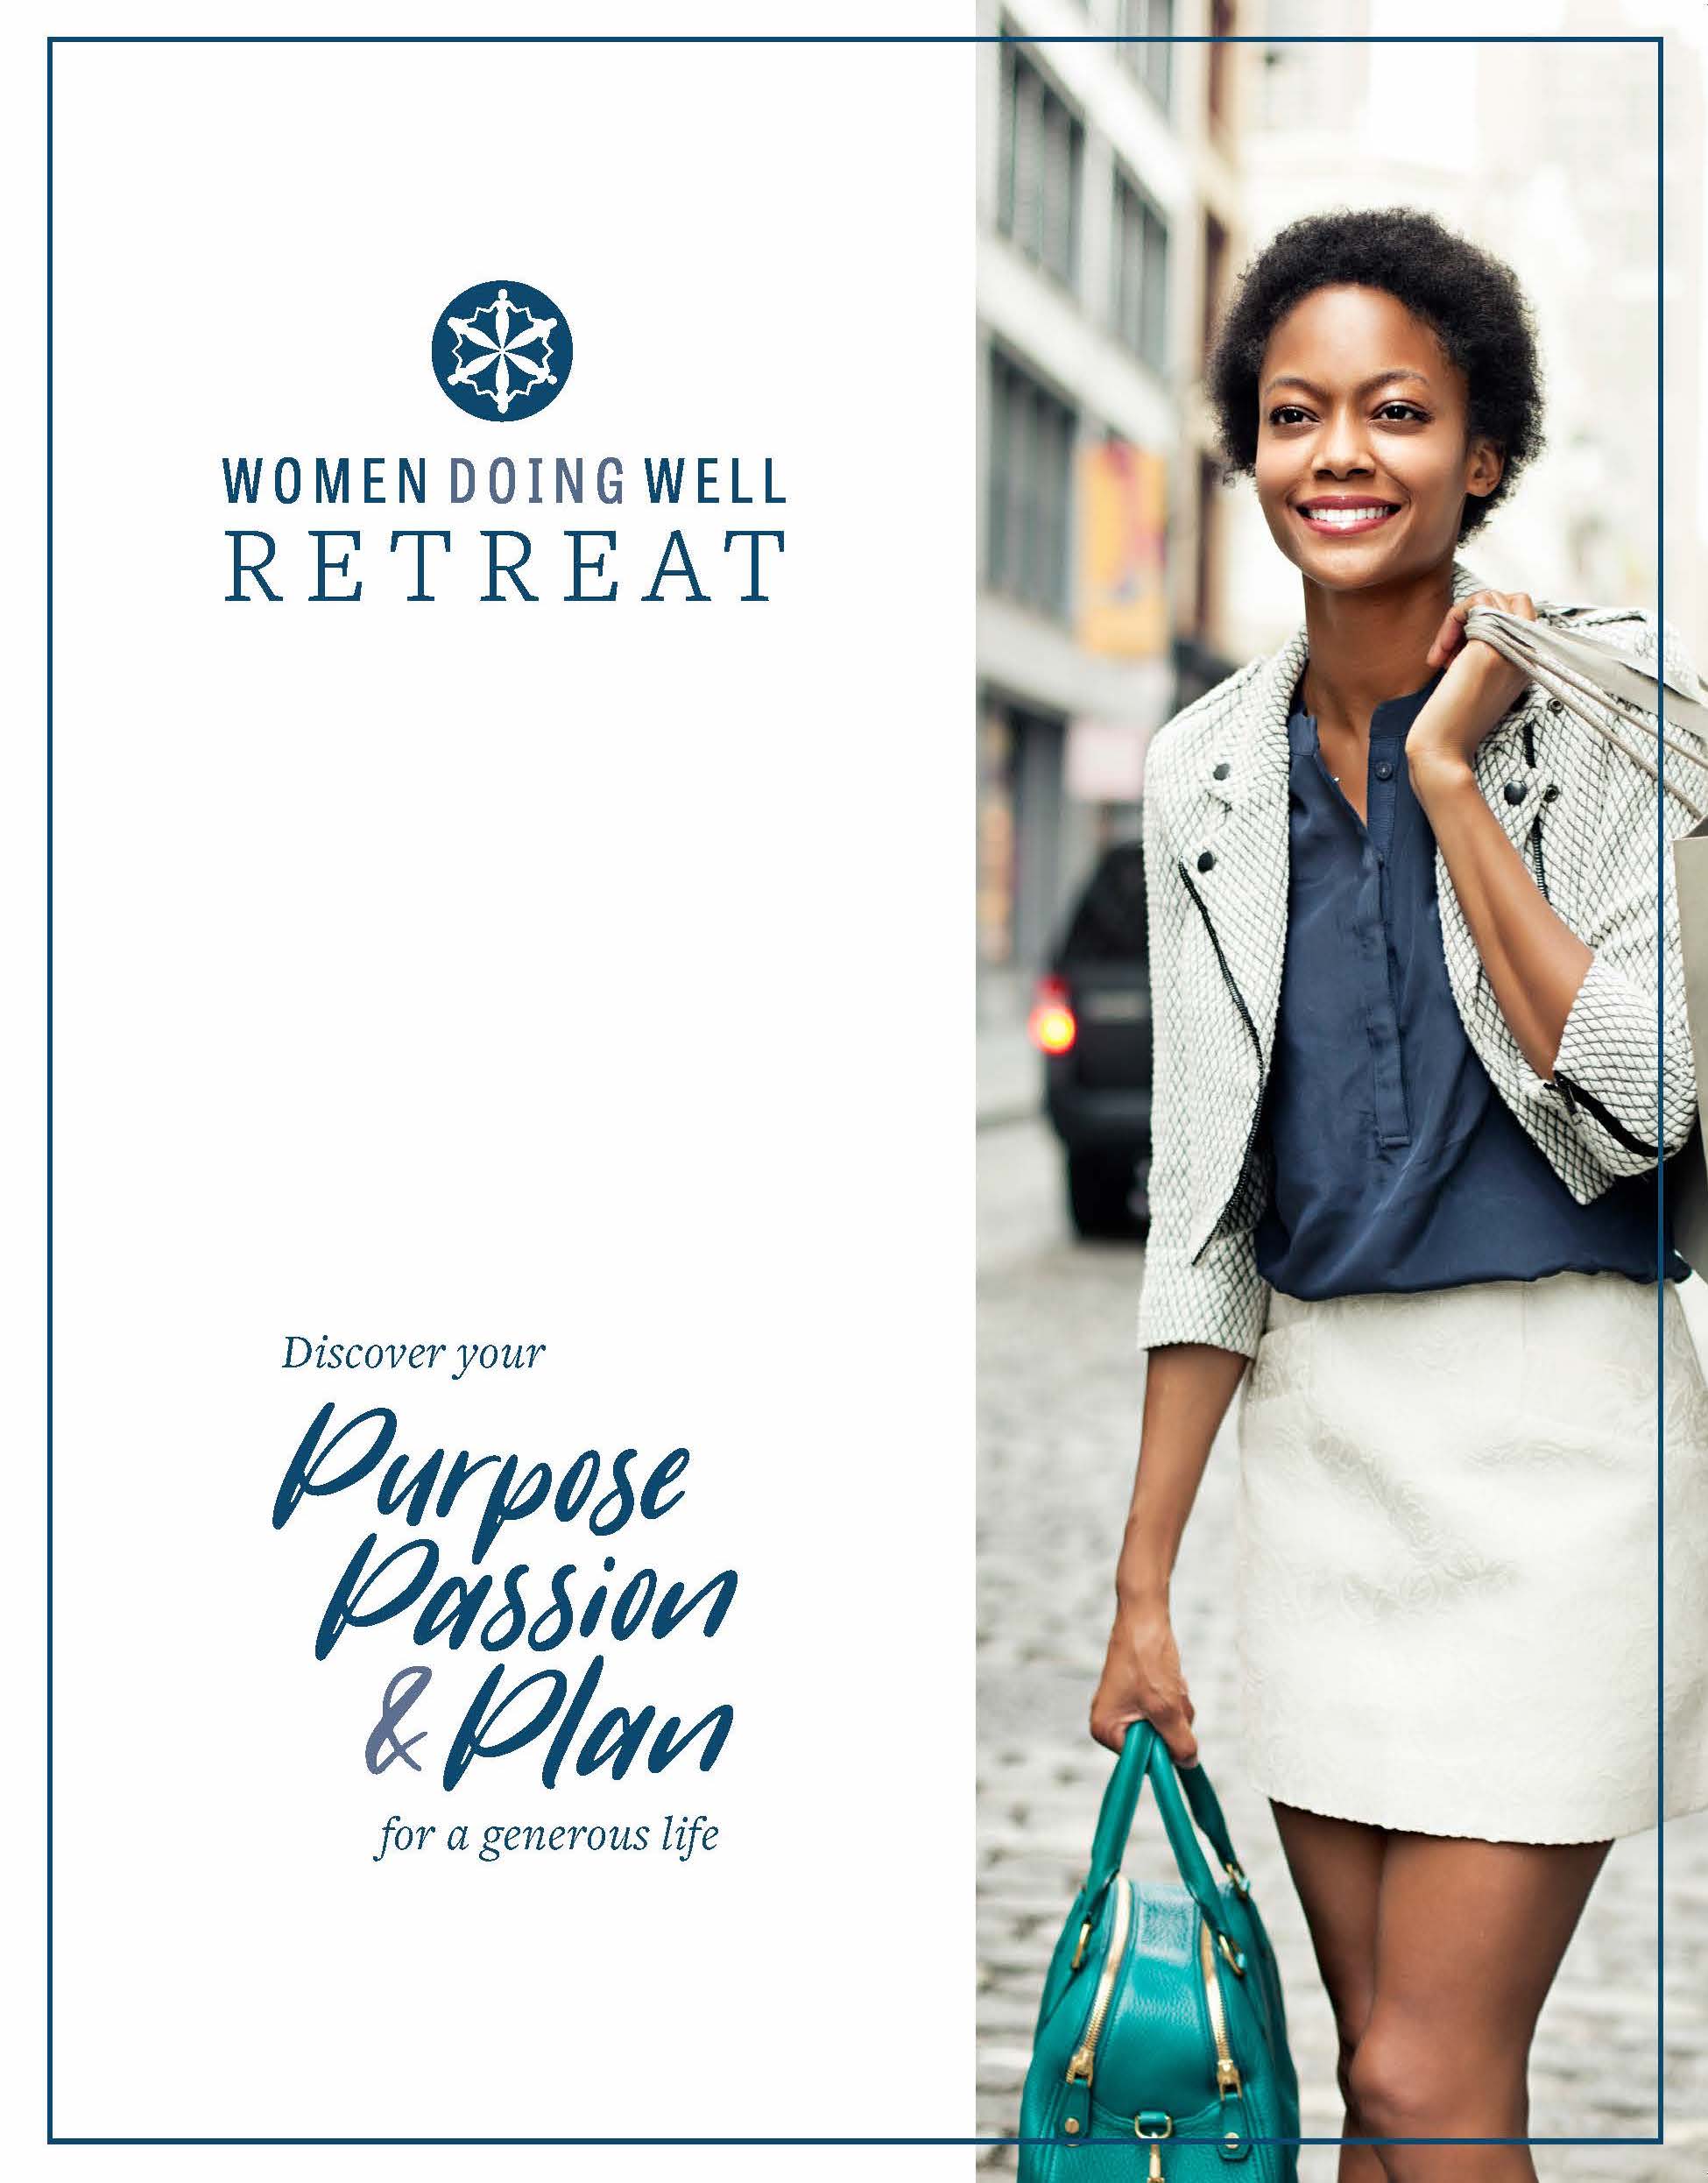 WOMEN DOING WELL
RETREAT
Discover your
Purpose
Passion
& Plan
for a generous life